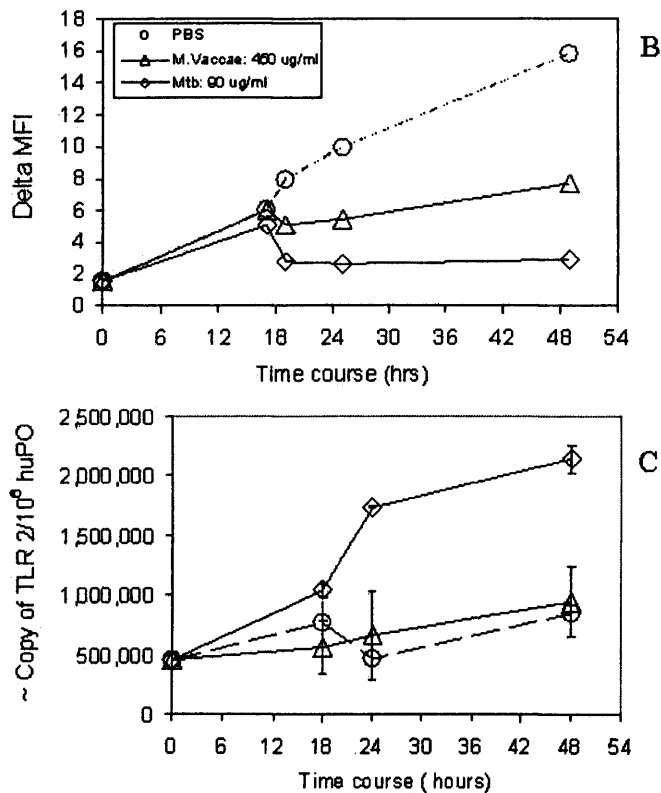 18
16
14
12
10
8
6
4
2
0
Delta MFI
PBS
M.Vaccae: 450 ug/ml
Mtb: 90 ug/ml
B
0 6 12 18 24 30 36 42 48 54
Time course (hrs)
2,500,000
2,000,000
1,500,000
1,000,000
500,000
0
~ Copy of TLR 2/10⁶ huPO
C
0 6 12 18 24 30 36 42 48 54
Time course ( hours)